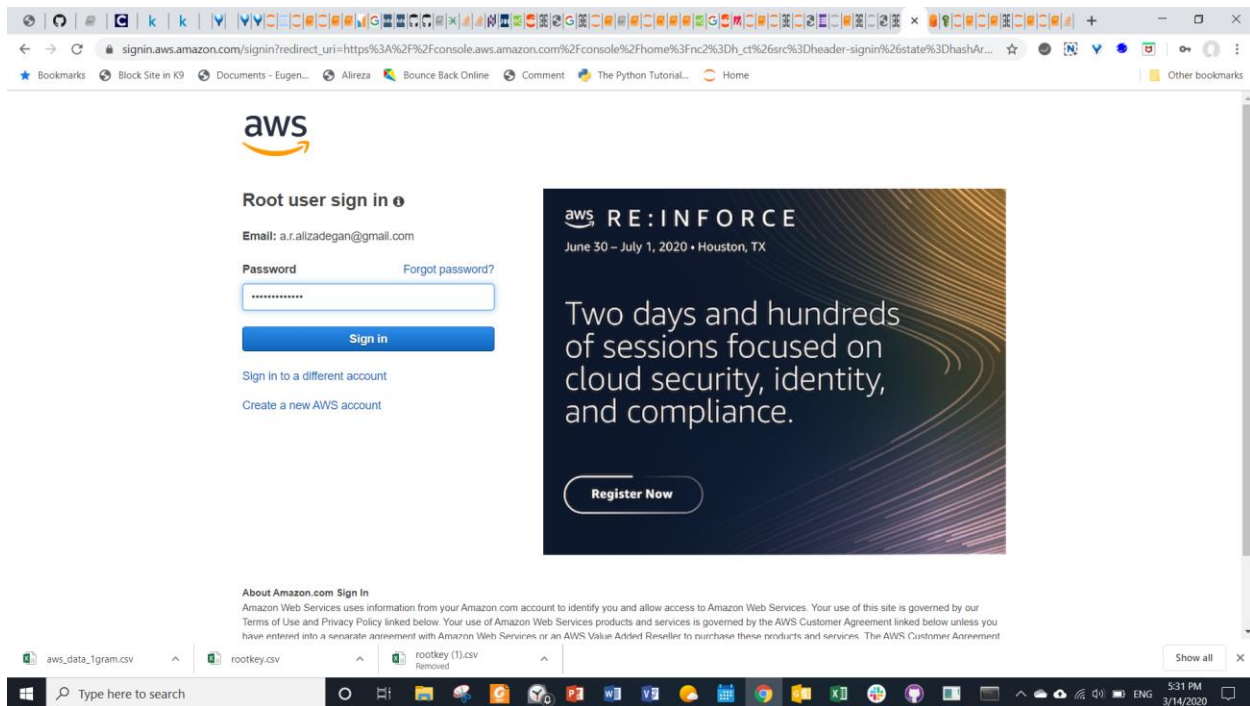 signin.aws.amazon.com/signin?redirect_uri=https%3A%2F%2Fconsole.aws.amazon.com%2Fconsole%2Fhome%3Fnc2%3Dh_ct%26src%3Dheader-signin%26state%3DhashAr...
Bookmarks Block Site in K9 Documents - Eugen... Alireza Bounce Back Online Comment The Python Tutorial... Home Other bookmarks
aws
Root user sign in
Email: a.r.alizadegan@gmail.com
Password Forgot password?
Sign in
Sign in to a different account
Create a new AWS account
aws RE:INFORCE
June 30 – July 1, 2020 • Houston, TX
Two days and hundreds
of sessions focused on
cloud security, identity,
and compliance.
Register Now
About Amazon.com Sign In
Amazon Web Services uses information from your Amazon.com account to identify you and allow access to Amazon Web Services. Your use of this site is governed by our
Terms of Use and Privacy Policy linked below. Your use of Amazon Web Services products and services is governed by the AWS Customer Agreement linked below unless you
have entered into a separate agreement with Amazon Web Services or an AWS Value Added Reseller to purchase these products and services. The AWS Customer Agreement
aws_data_1gram.csv rootkey.csv rootkey (1).csv Show all
Removed
Type here to search ENG 5:31 PM
3/14/2020